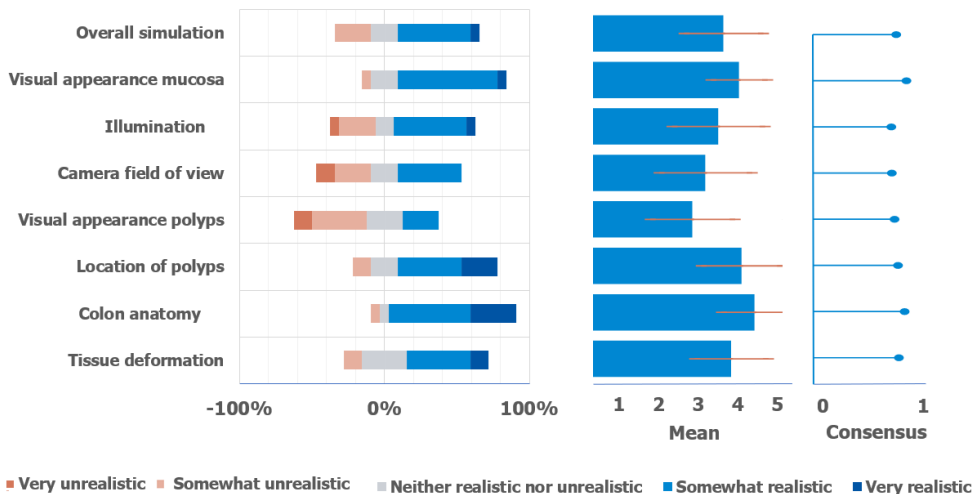 Overall simulation
Visual appearance mucosa
Illumination
Camera field of view
Visual appearance polyps
Location of polyps
Colon anatomy
Tissue deformation
-100% 0% 100%
1 2 3 4 5
Mean
0 1
Consensus
Very unrealistic Somewhat unrealistic Neither realistic nor unrealistic Somewhat realistic Very realistic